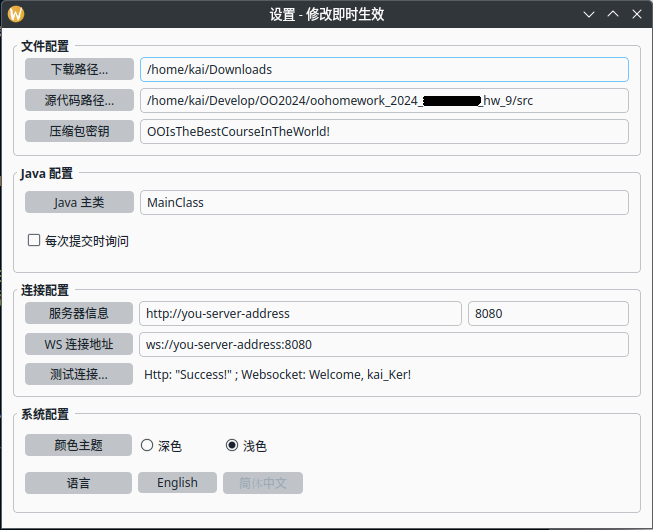 W 设置 - 修改即时生效
文件配置
下载路径... /home/kai/Downloads
源代码路径... /home/kai/Develop/OO2024/oohomework_2024_ _hw_9/src
压缩包密钥 OOIsTheBestCourseInTheWorld!
Java 配置
Java 主类 MainClass
每次提交时询问
连接配置
服务器信息 http://you-server-address 8080
WS 连接地址 ws://you-server-address:8080
测试连接... Http: "Success!" ; Websocket: Welcome, kai_Ker!
系统配置
颜色主题 深色 浅色
语言 English 简体中文